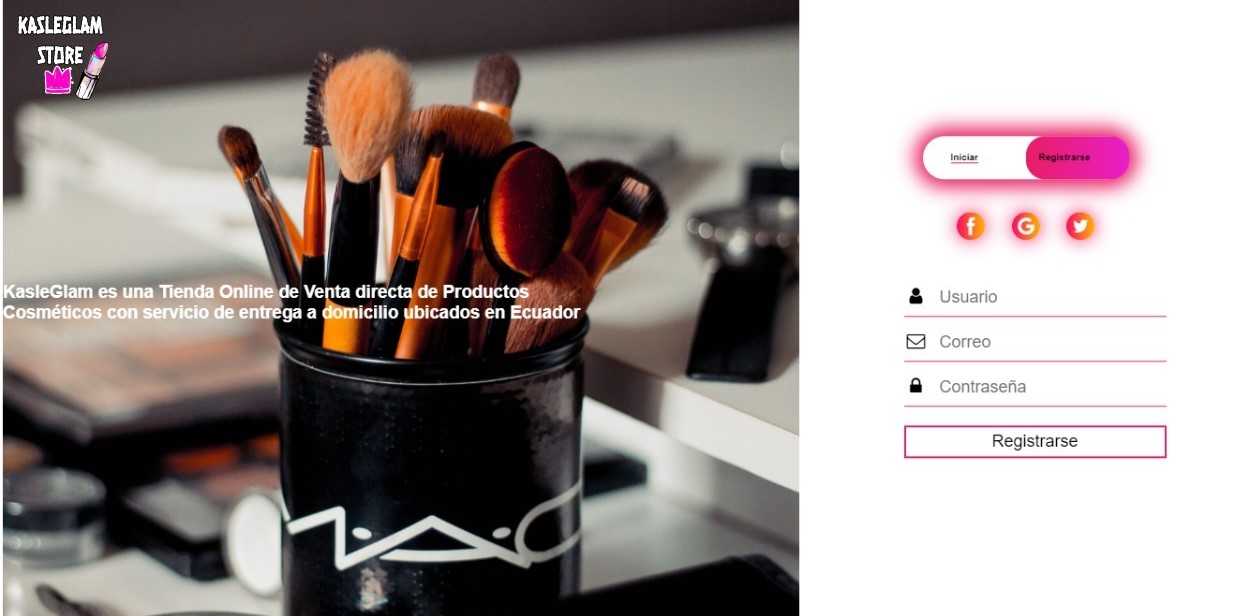 KASLEGLAM
STORE
KasleGlam es una Tienda Online de Venta directa de Productos
Cosméticos con servicio de entrega a domicilio ubicados en Ecuador
MAC
Iniciar
Registrarse
Usuario
Correo
Contraseña
Registrarse